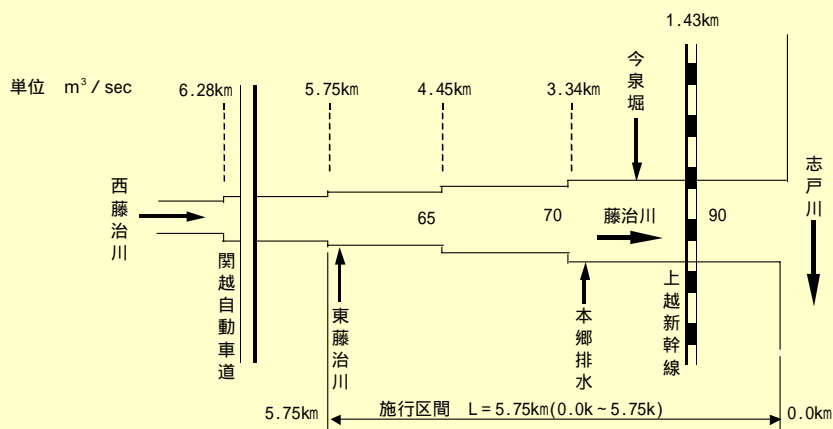 1.43km
単位 m³/sec
6.28km
5.75km
4.45km
3.34km
今泉堀
志戸川
西藤治川
65
70
藤治川
90
関越自動車道
東藤治川
本郷排水
上越新幹線
5.75km
施行区間 L=5.75km(0.0k~5.75k)
0.0km